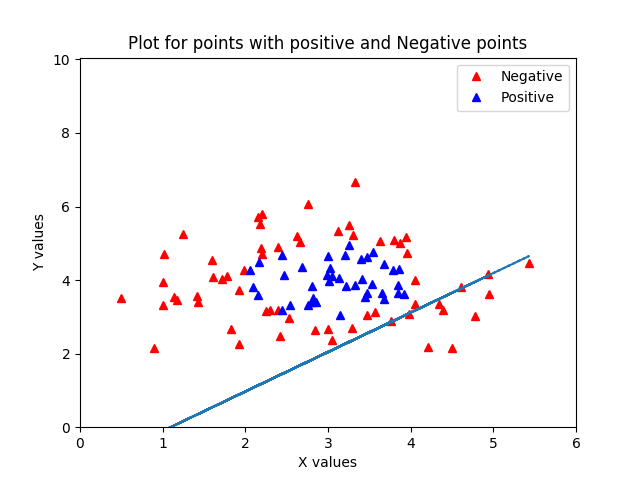 Plot for points with positive and Negative points
Negative
Positive
10
8
6
4
2
0
Y values
0 1 2 3 4 5 6
X values